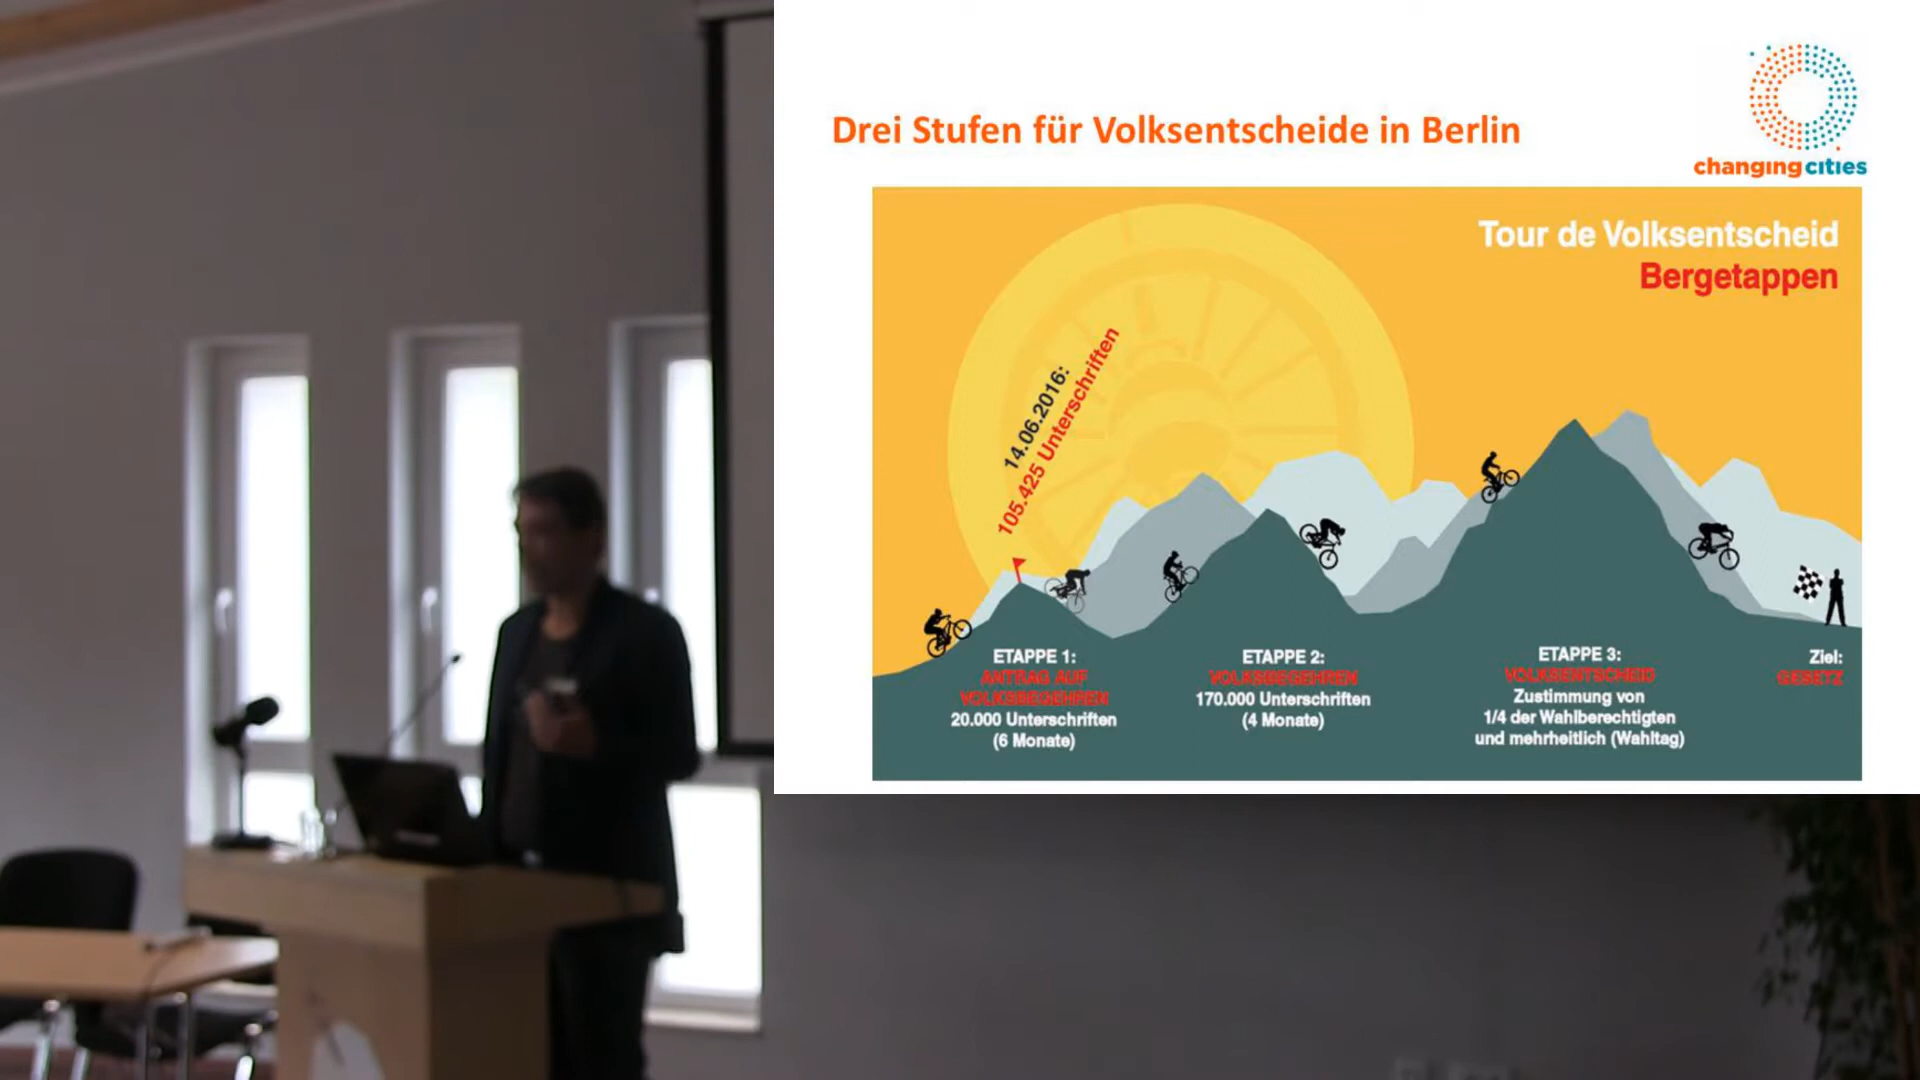 Drei Stufen für Volksentscheide in Berlin
changing cities
Tour de Volksentscheid
Bergetappen
14.06.2016:
105.425 Unterschriften
ETAPPE 1:
ANTRAG AUF
VOLKSBEGEHREN
20.000 Unterschriften
(6 Monate)
ETAPPE 2:
VOLKSBEGEHREN
170.000 Unterschriften
(4 Monate)
ETAPPE 3:
VOLKSENTSCHEID
Zustimmung von
1/4 der Wahlberechtigten
und mehrheitlich (Wahltag)
Ziel:
GESETZ